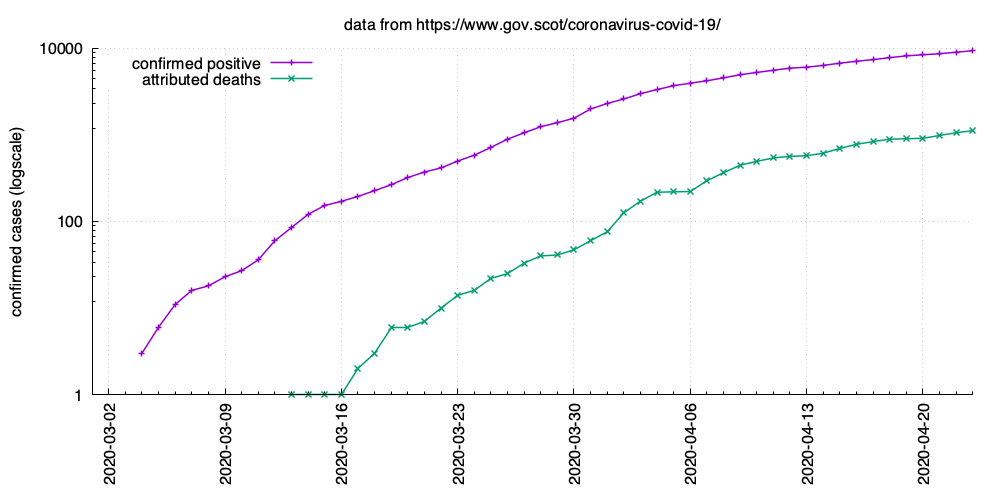 data from https://www.gov.scot/coronavirus-covid-19/
10000
confirmed positive
attributed deaths
confirmed cases (logscale)
100
1
2020-03-02
2020-03-09
2020-03-16
2020-03-23
2020-03-30
2020-04-06
2020-04-13
2020-04-20